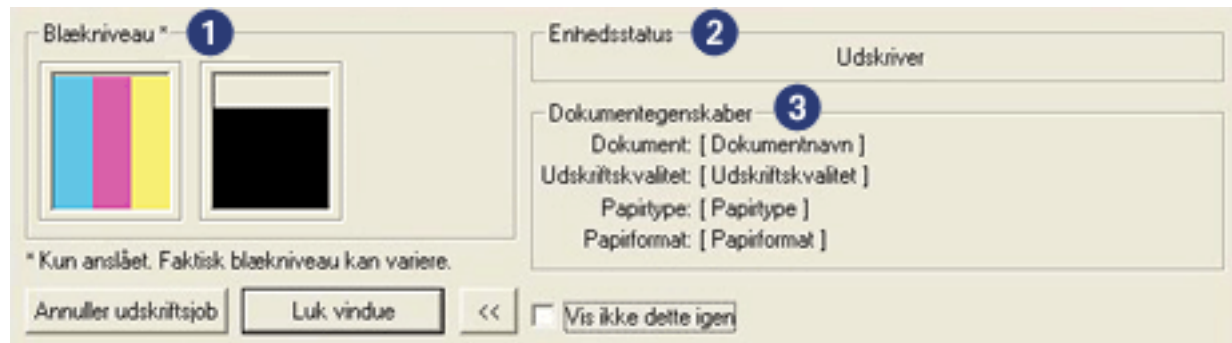 Blækniveau * 1
* Kun anslået. Faktisk blækniveau kan variere.
Annuller udskriftsjob
Luk vindue
<<
Enhedsstatus 2
Udskriver
Dokumentegenskaber 3
Dokument: [ Dokumentnavn ]
Udskriftskvalitet: [ Udskriftskvalitet ]
Papirtype: [ Papirtype ]
Papirformat: [ Papirformat ]
Vis ikke dette igen